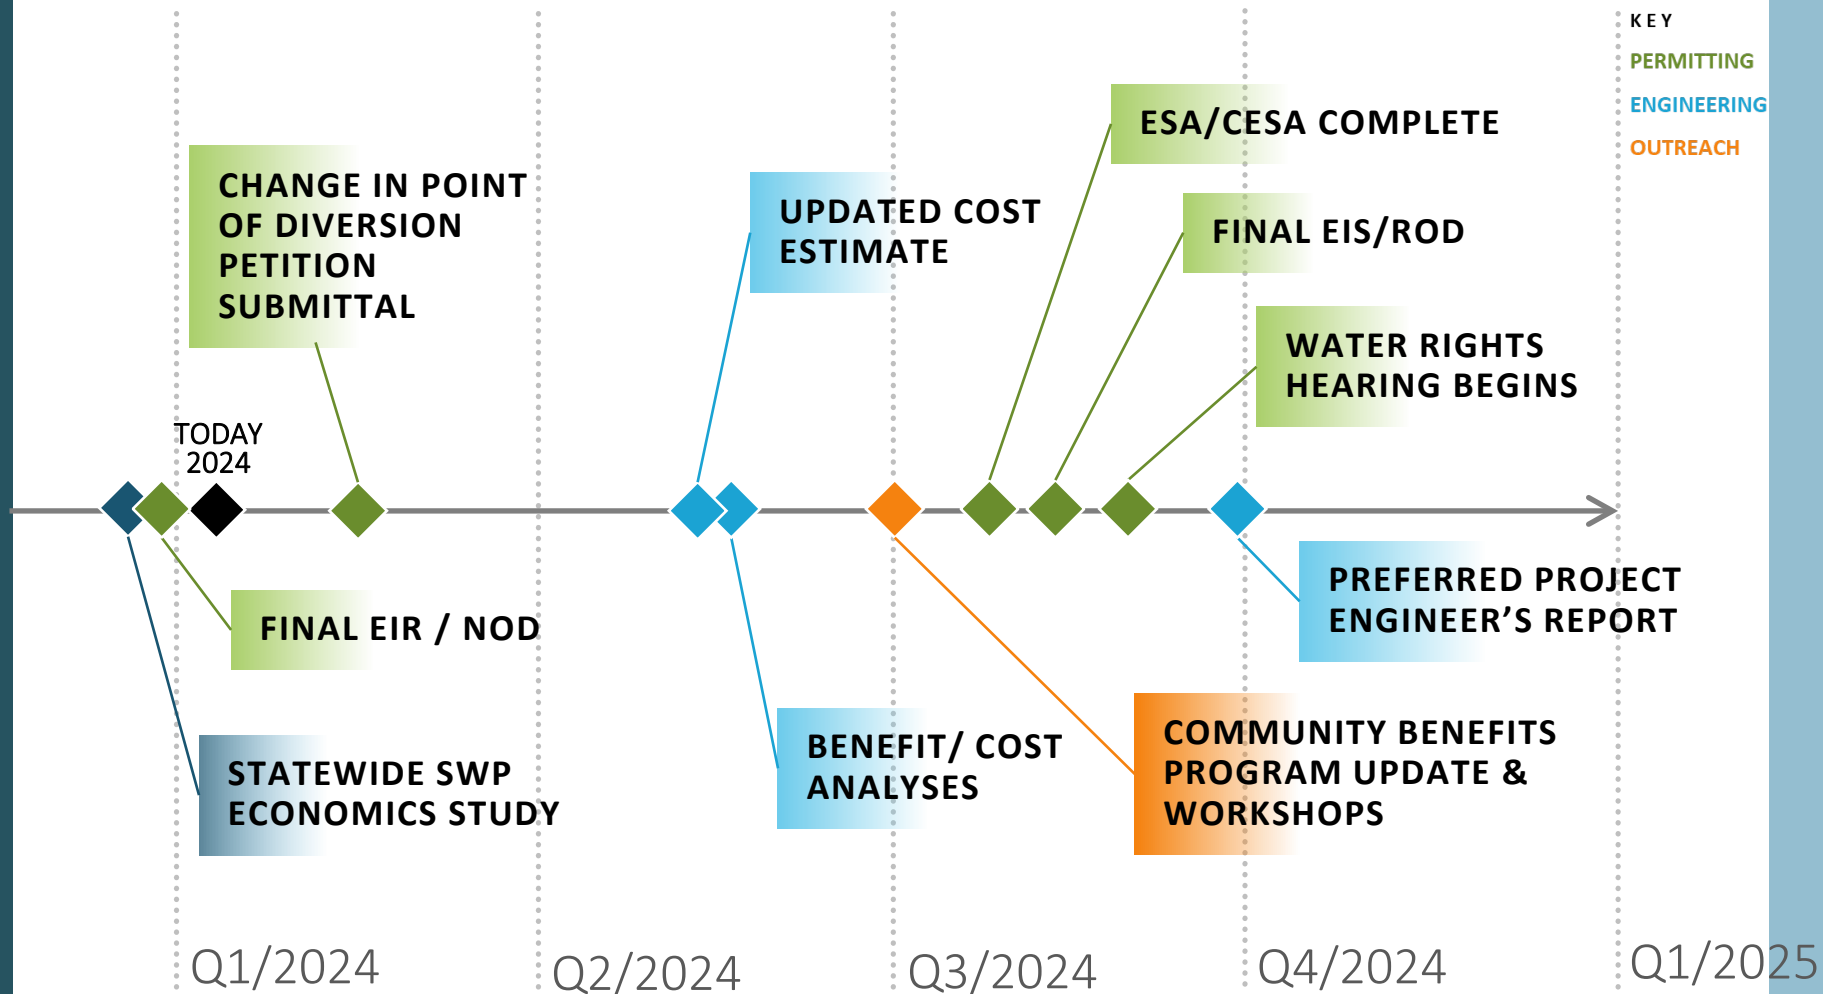 KEY
PERMITTING
ENGINEERING
OUTREACH
ESA/CESA COMPLETE
CHANGE IN POINT
OF DIVERSION
PETITION
SUBMITTAL
UPDATED COST
ESTIMATE
FINAL EIS/ROD
WATER RIGHTS
HEARING BEGINS
TODAY
2024
FINAL EIR / NOD
PREFERRED PROJECT
ENGINEER’S REPORT
STATEWIDE SWP
ECONOMICS STUDY
BENEFIT/ COST
ANALYSES
COMMUNITY BENEFITS
PROGRAM UPDATE &
WORKSHOPS
Q1/2024
Q2/2024
Q3/2024
Q4/2024
Q1/2025